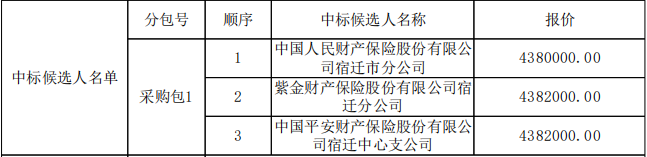 分包号 顺序 中标候选人名称 报价
中标候选人名单
采购包1
1 中国人民财产保险股份有限公 4380000.00
司宿迁市分公司
2 紫金财产保险股份有限公司宿 4382000.00
迁分公司
3 中国平安财产保险股份有限公 4382000.00
司宿迁中心支公司